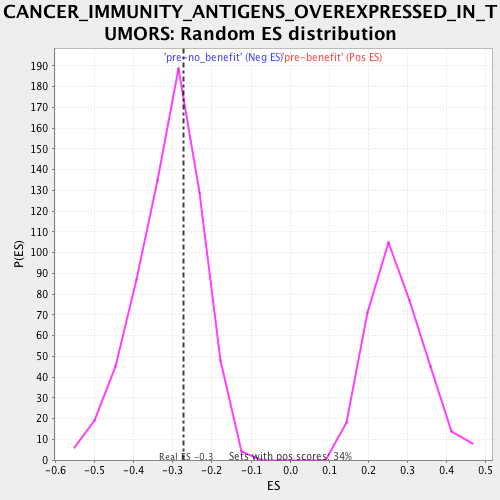 CANCER_IMMUNITY_ANTIGENS_OVEREXPRESSED_IN_T
UMORS: Random ES distribution
'pre-no_benefit' (Neg ES)
'pre-benefit' (Pos ES)
190
180
170
160
150
140
130
120
110
100
90
80
70
60
50
40
30
20
10
0
P(ES)
Real ES -0.3
Sets with pos scores: 34%
-0.6 -0.5 -0.4 -0.3 -0.2 -0.1 0.0 0.1 0.2 0.3 0.4 0.5
ES